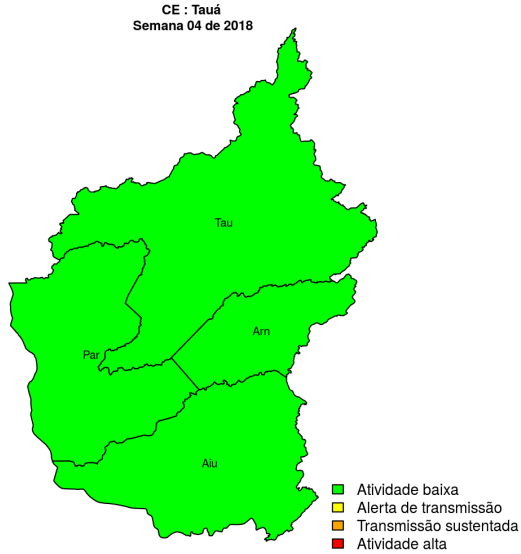 CE : Tauá
Semana 04 de 2018
Tau
Arn
Par
Aiu
Atividade baixa
Alerta de transmissão
Transmissão sustentada
Atividade alta